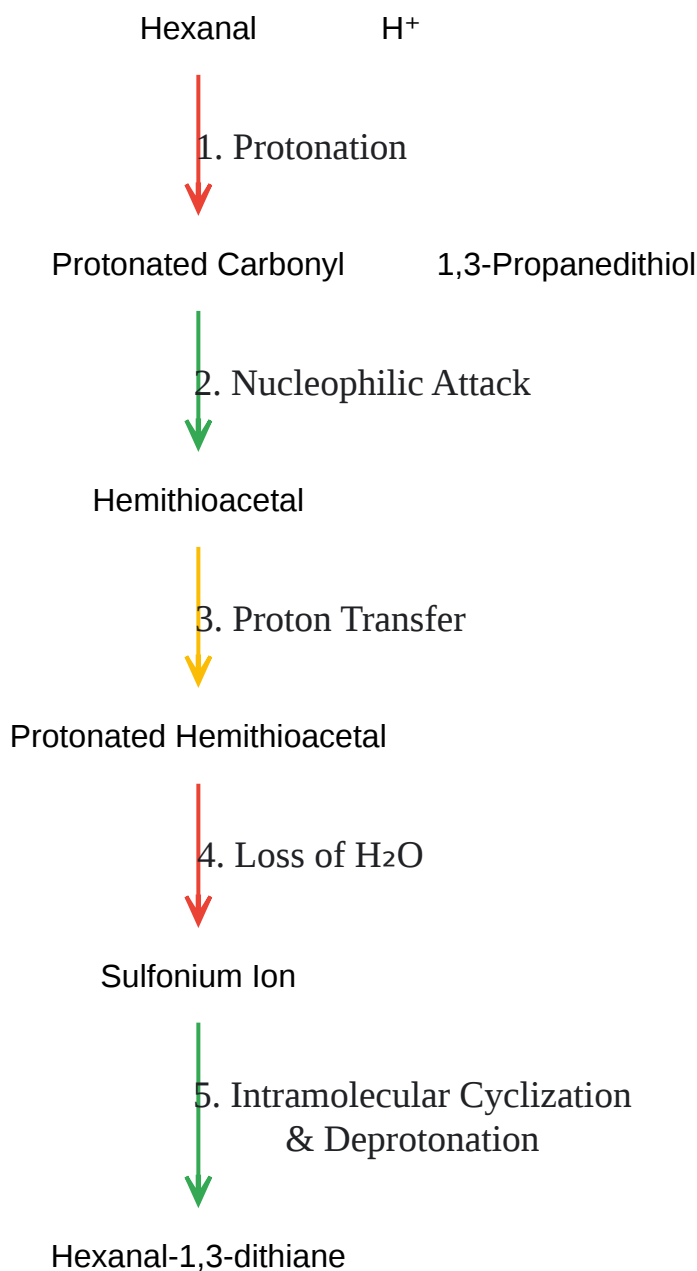 Hexanal H⁺
1. Protonation
Protonated Carbonyl 1,3-Propanedithiol
2. Nucleophilic Attack
Hemithioacetal
3. Proton Transfer
Protonated Hemithioacetal
4. Loss of H₂O
Sulfonium Ion
5. Intramolecular Cyclization
& Deprotonation
Hexanal-1,3-dithiane